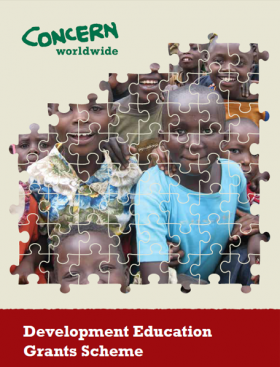 CONCERN
worldwide
Development Education
Grants Scheme